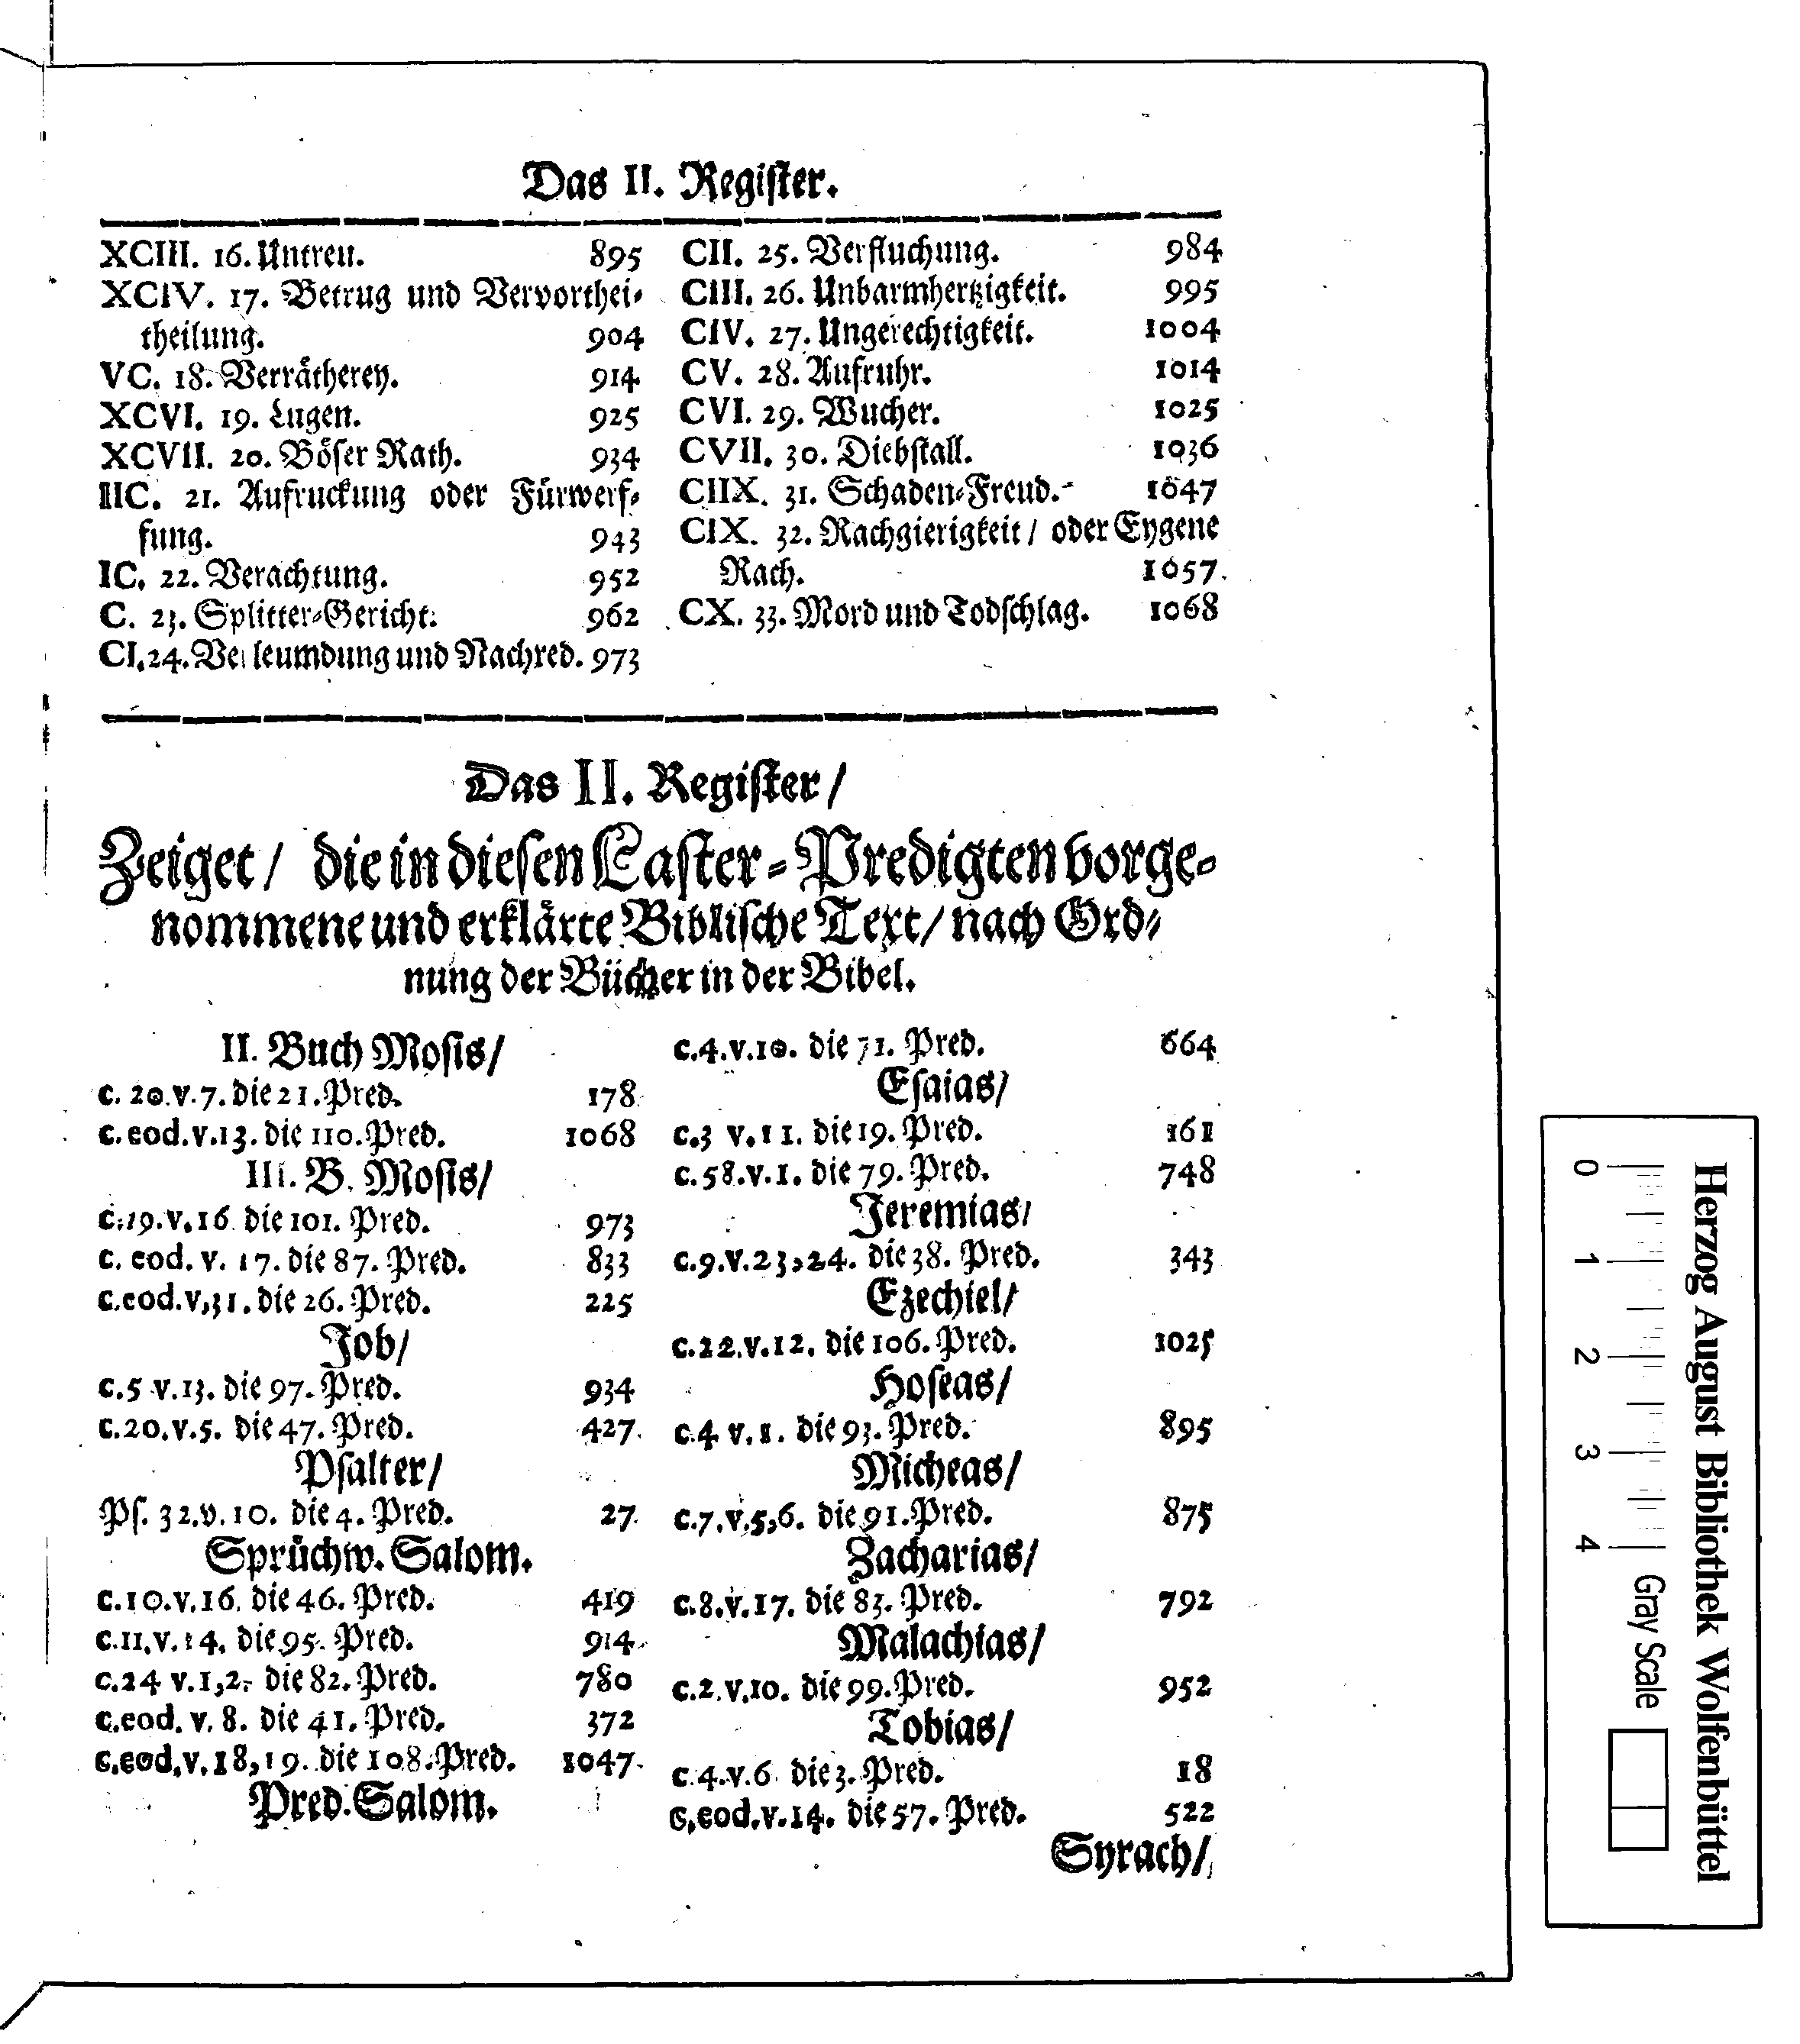 Das II. Register.
XCIII. 16. Untreu. 895
XCIV. 17. Betrug und Vervorthei-
theilung. 904
VC. 18. Verrätherey. 914
XCVI. 19. Lugen. 925
XCVII. 20. Böser Rath. 934
IIC. 21. Aufruckung oder Fürwerf-
fung. 943
IC. 22. Verachtung. 952
C. 23. Splitter-Gericht. 962
CI. 24. Verleumdung und Nachred. 973
CII. 25. Verfluchung. 984
CIII. 26. Unbarmhertzigkeit. 995
CIV. 27. Ungerechtigkeit. 1004
CV. 28. Aufruhr. 1014
CVI. 29. Wucher. 1025
CVII. 30. Diebstall. 1036
CIIX. 31. Schaden-Freud. 1047
CIX. 32. Rachgierigkeit / oder Eygene
Rach. 1057
CX. 33. Mord und Todschlag. 1068
Das II. Register /
Zeiget / die in diesen Laster-Predigten vorge-
nommene und erklärte Biblische Text / nach Ord-
nung der Bücher in der Bibel.
II. Buch Mosis /
c. 20. v. 7. die 21. Pred. 178
c. eod. v. 13. die 110. Pred. 1068
III. B. Mosis /
c. 19. v. 16 die 101. Pred. 973
c. eod. v. 17. die 87. Pred. 833
c. eod. v, 31. die 26. Pred. 225
Job /
c. 5 v. 13. die 97. Pred. 934
c. 20. v. 5. die 47. Pred. 427
Psalter /
Ps. 32. v. 10. die 4. Pred. 27
Sprüchw. Salom.
c. 10. v. 16. die 46. Pred. 419
c. 11. v. 14. die 95. Pred. 914
c. 24 v. 1, 2. die 82. Pred. 780
c. eod. v. 8. die 41. Pred. 372
c. eod. v. 18, 19. die 108. Pred. 1047
Pred. Salom.
c. 4. v. 10. die 71. Pred. 664
Esaias /
c. 3 v. 11. die 19. Pred. 161
c. 58. v. 1. die 79. Pred. 748
Jeremias /
c. 9. v. 23, 24. die 38. Pred. 343
Ezechiel /
c. 22. v. 12. die 106. Pred. 1025
Hoseas /
c. 4 v. 1. die 93. Pred. 895
Micheas /
c. 7. v. 5, 6. die 91. Pred. 875
Zacharias /
c. 8. v. 17. die 83. Pred. 792
Malachias /
c. 2. v. 10. die 99. Pred. 952
Tobias /
c. 4. v. 6 die 3. Pred. 18
c. eod. v. 14. die 57. Pred. 522
Syrach /
Herzog August Bibliothek Wolfenbüttel
0 1 2 3 4 Gray Scale